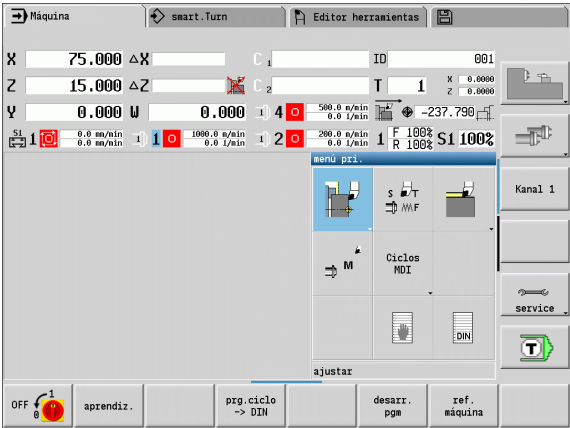 Máquina smart.Turn Editor herramientas
X 75.000 △X C 1 ID 001
Z 15.000 △Z C 2 T 1 X 0.0000
Z 0.0000
Y 0.000 W 0.000 4 500.0 m/min -237.790
0.0 1/min
S1 1 0.0 mm/min 1 1000.0 m/min 2 200.0 m/min 1 F 100% S1 100%
0.0 mm/min 0.0 1/min 0.0 1/min R 100%
menú pri.
S T
F
Kanal 1
M Ciclos
MDI
DIN
service
T
ajustar
OFF 1 0 aprendiz. prg.ciclo desarr. ref.
-> DIN pgm máquina